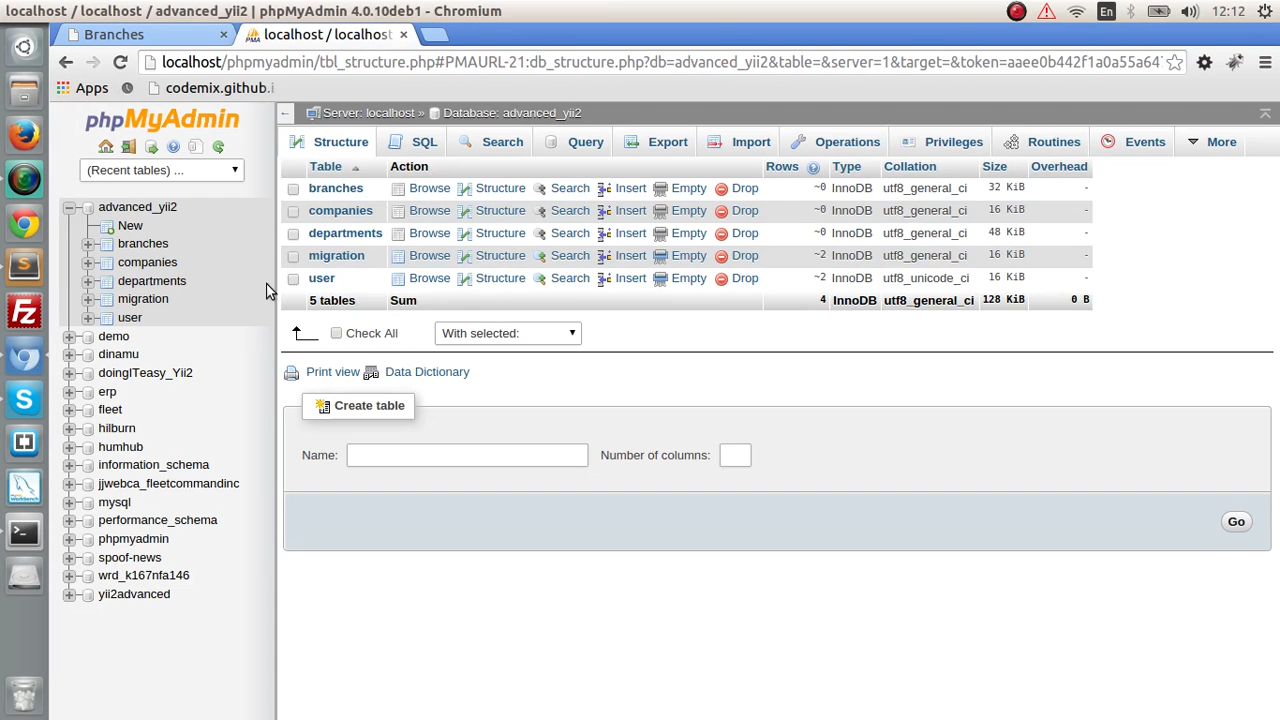 localhost / localhost / advanced_yii2 | phpMyAdmin 4.0.10deb1 - Chromium
En
12:12
Branches
×
localhost / localhost
×
localhost/phpmyadmin/tbl_structure.php#PMAURL-21:db_structure.php?db=advanced_yii2&table=&server=1&target=&token=aaee0b442f1a0a55a64
Apps
codemix.github.i
phpMyAdmin
(Recent tables) ...
advanced_yii2
New
branches
companies
departments
migration
user
demo
dinamu
doingITeasy_Yii2
erp
fleet
hilburn
humhub
information_schema
jjwebca_fleetcommandinc
mysql
performance_schema
phpmyadmin
spoof-news
wrd_k167nfa146
yii2advanced
Server: localhost » Database: advanced_yii2
Structure SQL Search Query Export Import Operations Privileges Routines Events More
Table Action Rows Type Collation Size Overhead
branches Browse Structure Search Insert Empty Drop ~0 InnoDB utf8_general_ci 32 KiB -
companies Browse Structure Search Insert Empty Drop ~0 InnoDB utf8_general_ci 16 KiB -
departments Browse Structure Search Insert Empty Drop ~0 InnoDB utf8_general_ci 48 KiB -
migration Browse Structure Search Insert Empty Drop ~2 InnoDB utf8_general_ci 16 KiB -
user Browse Structure Search Insert Empty Drop ~2 InnoDB utf8_unicode_ci 16 KiB -
5 tables Sum 4 InnoDB utf8_general_ci 128 KiB 0 B
Check All
With selected:
Print view Data Dictionary
Create table
Name:
Number of columns:
Go